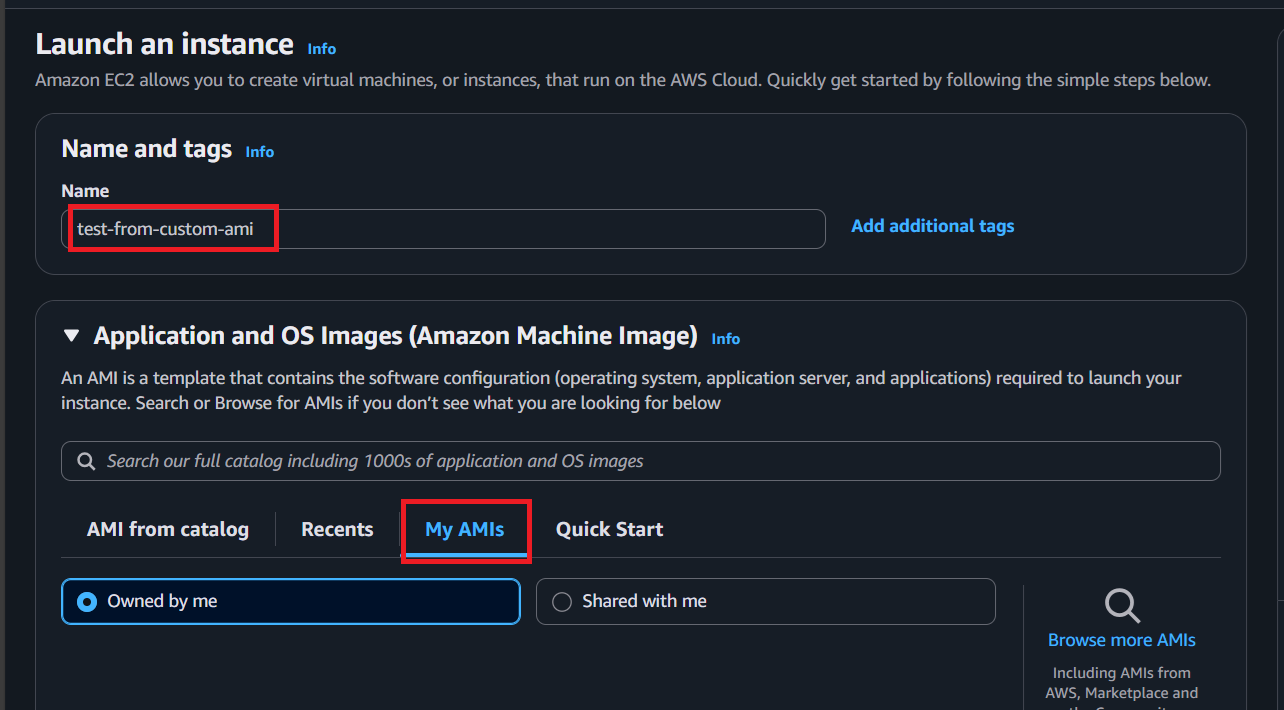 Launch an instance Info
Amazon EC2 allows you to create virtual machines, or instances, that run on the AWS Cloud. Quickly get started by following the simple steps below.
Name and tags Info
Name
test-from-custom-ami
Add additional tags
Application and OS Images (Amazon Machine Image) Info
An AMI is a template that contains the software configuration (operating system, application server, and applications) required to launch your
instance. Search or Browse for AMIs if you don’t see what you are looking for below
Search our full catalog including 1000s of application and OS images
AMI from catalog
Recents
My AMIs
Quick Start
Owned by me
Shared with me
Browse more AMIs
Including AMIs from
AWS, Marketplace and